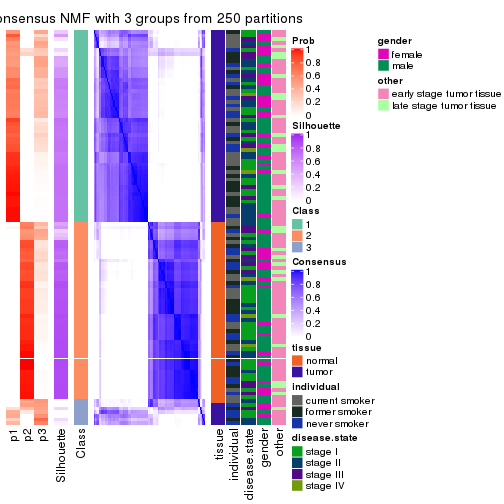 onsensus NMF with 3 groups from 250 partitions
Prob
1
0.8
0.6
0.4
0.2
0
Silhouette
1
0.8
0.6
0.4
0.2
0
Class
1
2
3
Consensus
1
0.8
0.6
0.4
0.2
0
tissue
normal
tumor
individual
current smoker
former smoker
never smoker
disease.state
stage I
stage II
stage III
stage IV
gender
female
male
other
early stage tumor tissue
late stage tumor tissue
p1
p2
p3
Silhouette
Class
tissue
individual
disease.state
gender
other